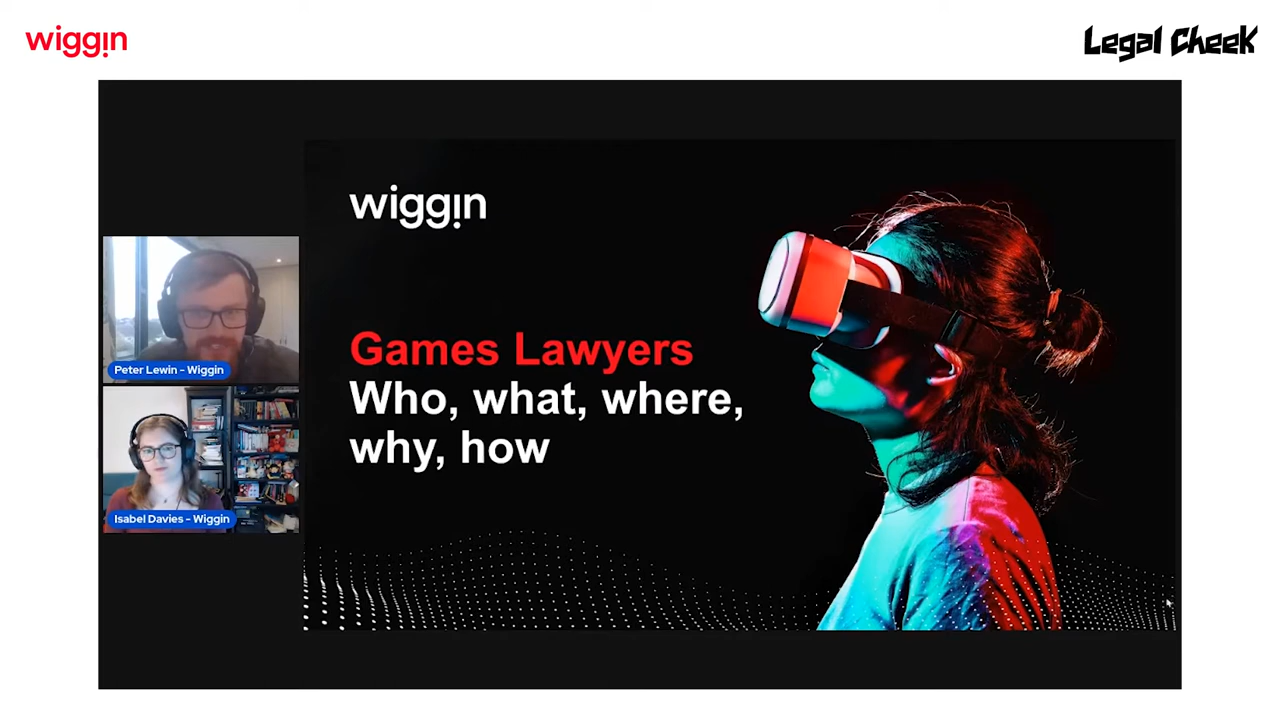 wiggin
Legal Cheek
wiggin
Games Lawyers
Who, what, where,
why, how
Peter Lewin - Wiggin
Isabel Davies - Wiggin